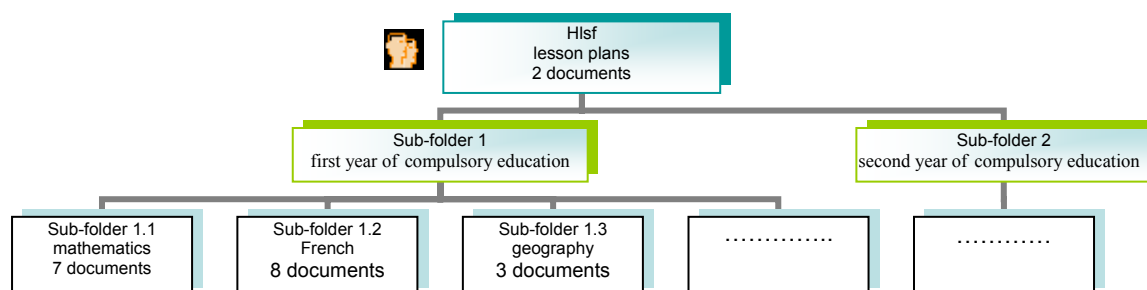 Hlsf
lesson plans
2 documents
Sub-folder 1
first year of compulsory education
Sub-folder 2
second year of compulsory education
Sub-folder 1.1
mathematics
7 documents
Sub-folder 1.2
French
8 documents
Sub-folder 1.3
geography
3 documents
…………..
…………